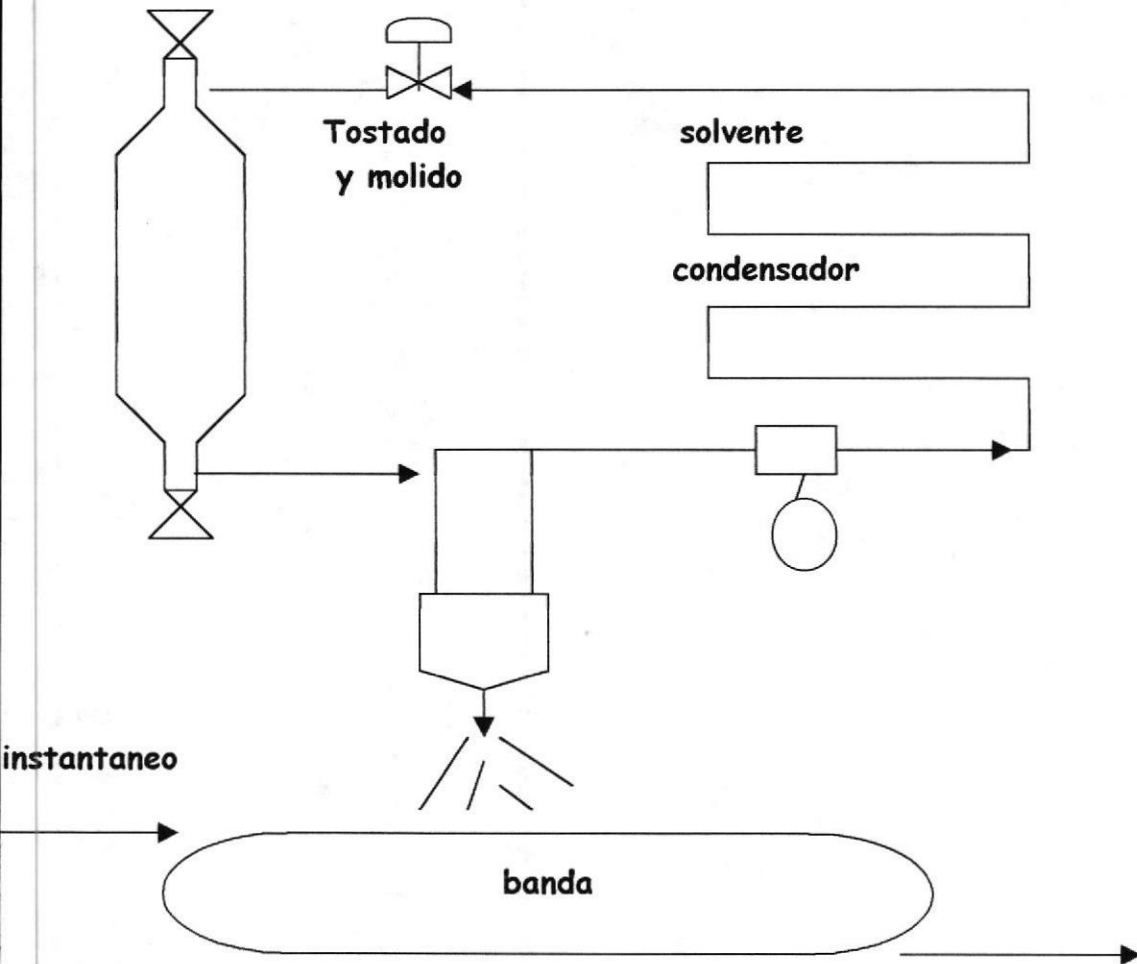 Tostado
y molido
solvente
condensador
instantaneo
banda